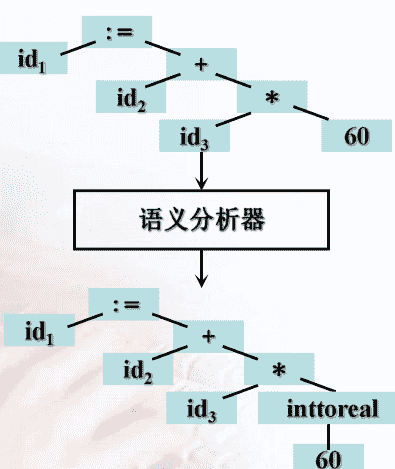 :=
id₁
+
id₂
*
id₃
60
语义分析器
:=
id₁
+
id₂
*
id₃
inttoreal
60